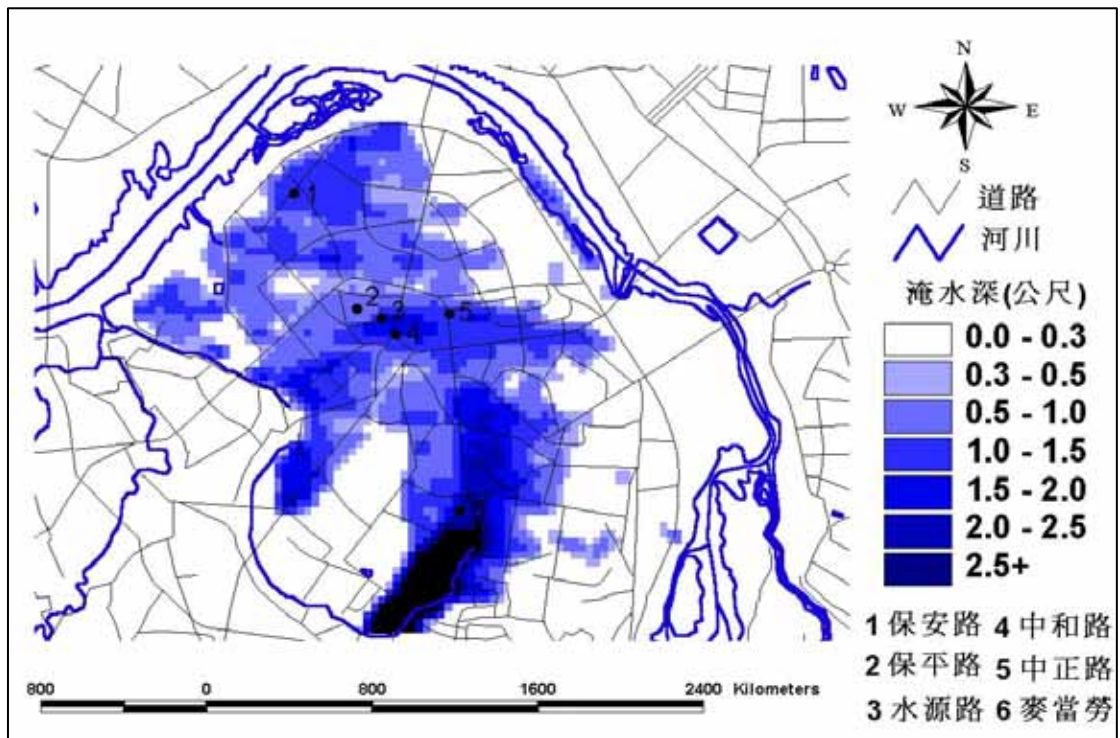 N
W E
S
道路
河川
淹水深(公尺)
0.0 - 0.3
0.3 - 0.5
0.5 - 1.0
1.0 - 1.5
1.5 - 2.0
2.0 - 2.5
2.5+
1 保安路 4 中和路
2 保平路 5 中正路
3 水源路 6 麥當勞
1
2
3
4
5
800 0 800 1600 2400 Kilometers